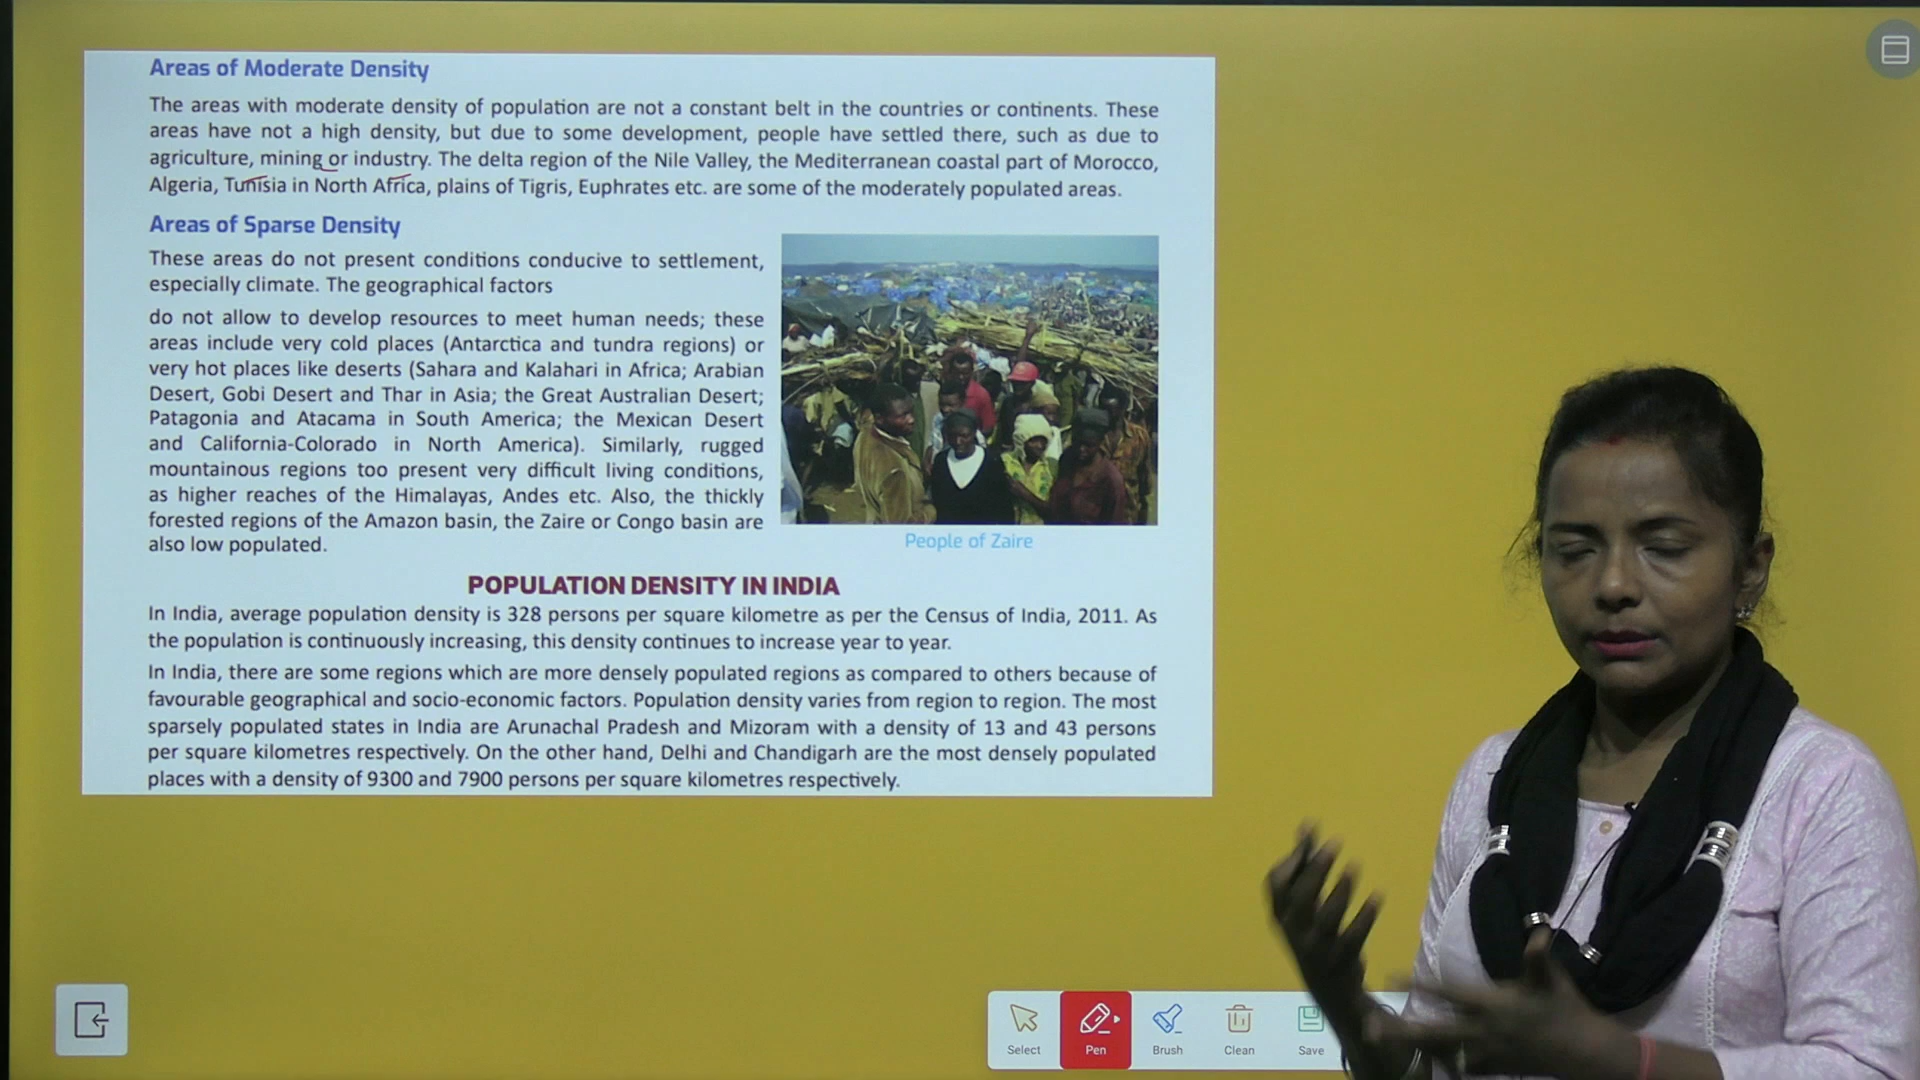 Areas of Moderate Density
The areas with moderate density of population are not a constant belt in the countries or continents. These
areas have not a high density, but due to some development, people have settled there, such as due to
agriculture, mining or industry. The delta region of the Nile Valley, the Mediterranean coastal part of Morocco,
Algeria, Tunisia in North Africa, plains of Tigris, Euphrates etc. are some of the moderately populated areas.
Areas of Sparse Density
These areas do not present conditions conducive to settlement,
especially climate. The geographical factors
do not allow to develop resources to meet human needs; these
areas include very cold places (Antarctica and tundra regions) or
very hot places like deserts (Sahara and Kalahari in Africa; Arabian
Desert, Gobi Desert and Thar in Asia; the Great Australian Desert;
Patagonia and Atacama in South America; the Mexican Desert
and California-Colorado in North America). Similarly, rugged
mountainous regions too present very difficult living conditions,
as higher reaches of the Himalayas, Andes etc. Also, the thickly
forested regions of the Amazon basin, the Zaire or Congo basin are
also low populated.
People of Zaire
POPULATION DENSITY IN INDIA
In India, average population density is 328 persons per square kilometre as per the Census of India, 2011. As
the population is continuously increasing, this density continues to increase year to year.
In India, there are some regions which are more densely populated regions as compared to others because of
favourable geographical and socio-economic factors. Population density varies from region to region. The most
sparsely populated states in India are Arunachal Pradesh and Mizoram with a density of 13 and 43 persons
per square kilometres respectively. On the other hand, Delhi and Chandigarh are the most densely populated
places with a density of 9300 and 7900 persons per square kilometres respectively.
Select Pen Brush Clean Save